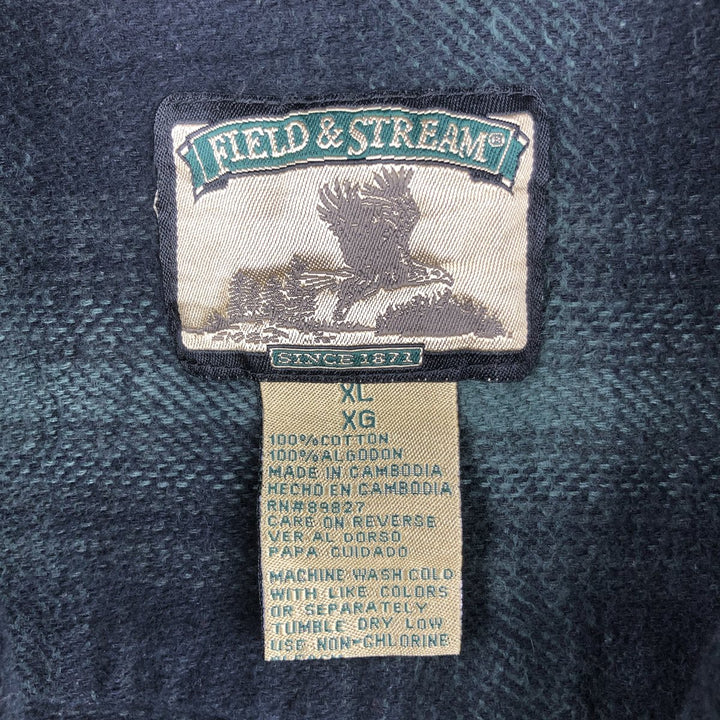 FIELD & STREAM®
SINCE 1871
XL
XG
100% COTTON
100% ALGODON
MADE IN CAMBODIA
HECHO EN CAMBODIA
RN#89827
CARE ON REVERSE
VER AL DORSO
PAPA CUIDADO
MACHINE WASH COLD
WITH LIKE COLORS
OR SEPARATELY
TUMBLE DRY LOW
USE NON-CHLORINE